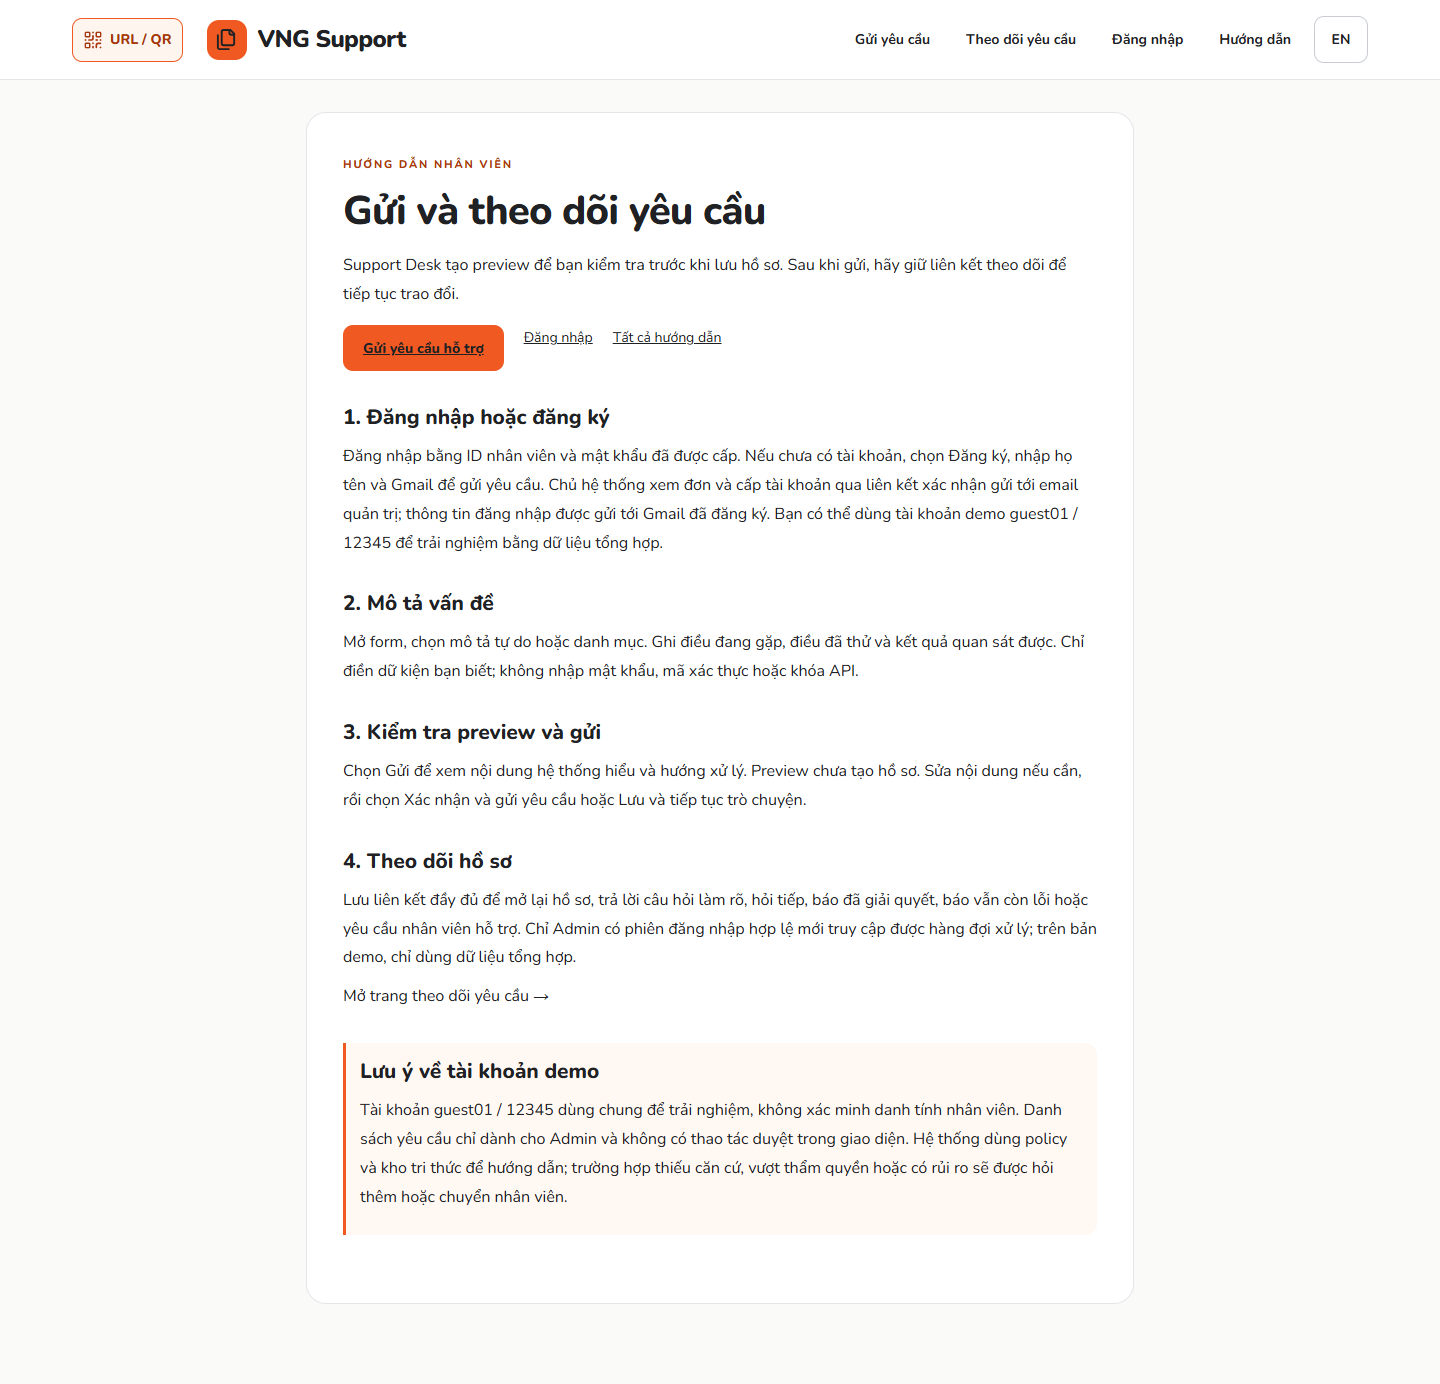 URL / QR
VNG Support
Gửi yêu cầu
Theo dõi yêu cầu
Đăng nhập
Hướng dẫn
EN
HƯỚNG DẪN NHÂN VIÊN
Gửi và theo dõi yêu cầu
Support Desk tạo preview để bạn kiểm tra trước khi lưu hồ sơ. Sau khi gửi, hãy giữ liên kết theo dõi để
tiếp tục trao đổi.
Gửi yêu cầu hỗ trợ
Đăng nhập
Tất cả hướng dẫn
1. Đăng nhập hoặc đăng ký
Đăng nhập bằng ID nhân viên và mật khẩu đã được cấp. Nếu chưa có tài khoản, chọn Đăng ký, nhập họ
tên và Gmail để gửi yêu cầu. Chủ hệ thống xem đơn và cấp tài khoản qua liên kết xác nhận gửi tới email
quản trị; thông tin đăng nhập được gửi tới Gmail đã đăng ký. Bạn có thể dùng tài khoản demo guest01 /
12345 để trải nghiệm bằng dữ liệu tổng hợp.
2. Mô tả vấn đề
Mở form, chọn mô tả tự do hoặc danh mục. Ghi điều đang gặp, điều đã thử và kết quả quan sát được. Chỉ
điền dữ kiện bạn biết; không nhập mật khẩu, mã xác thực hoặc khóa API.
3. Kiểm tra preview và gửi
Chọn Gửi để xem nội dung hệ thống hiểu và hướng xử lý. Preview chưa tạo hồ sơ. Sửa nội dung nếu cần,
rồi chọn Xác nhận và gửi yêu cầu hoặc Lưu và tiếp tục trò chuyện.
4. Theo dõi hồ sơ
Lưu liên kết đầy đủ để mở lại hồ sơ, trả lời câu hỏi làm rõ, hỏi tiếp, báo đã giải quyết, báo vẫn còn lỗi hoặc
yêu cầu nhân viên hỗ trợ. Chỉ Admin có phiên đăng nhập hợp lệ mới truy cập được hàng đợi xử lý; trên bản
demo, chỉ dùng dữ liệu tổng hợp.
Mở trang theo dõi yêu cầu →
Lưu ý về tài khoản demo
Tài khoản guest01 / 12345 dùng chung để trải nghiệm, không xác minh danh tính nhân viên. Danh
sách yêu cầu chỉ dành cho Admin và không có thao tác duyệt trong giao diện. Hệ thống dùng policy
và kho tri thức để hướng dẫn; trường hợp thiếu căn cứ, vượt thẩm quyền hoặc có rủi ro sẽ được hỏi
thêm hoặc chuyển nhân viên.